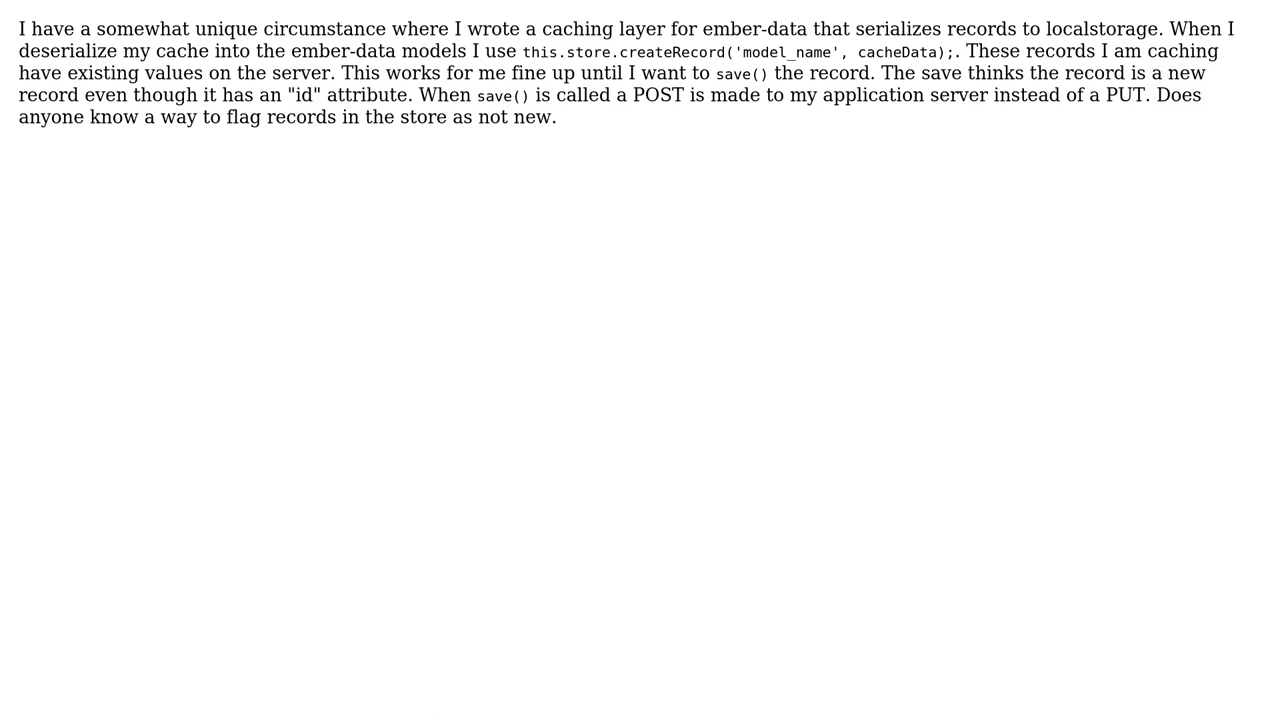 I have a somewhat unique circumstance where I wrote a caching layer for ember-data that serializes records to localstorage. When I
deserialize my cache into the ember-data models I use this.store.createRecord('model_name', cacheData);. These records I am caching
have existing values on the server. This works for me fine up until I want to save() the record. The save thinks the record is a new
record even though it has an "id" attribute. When save() is called a POST is made to my application server instead of a PUT. Does
anyone know a way to flag records in the store as not new.